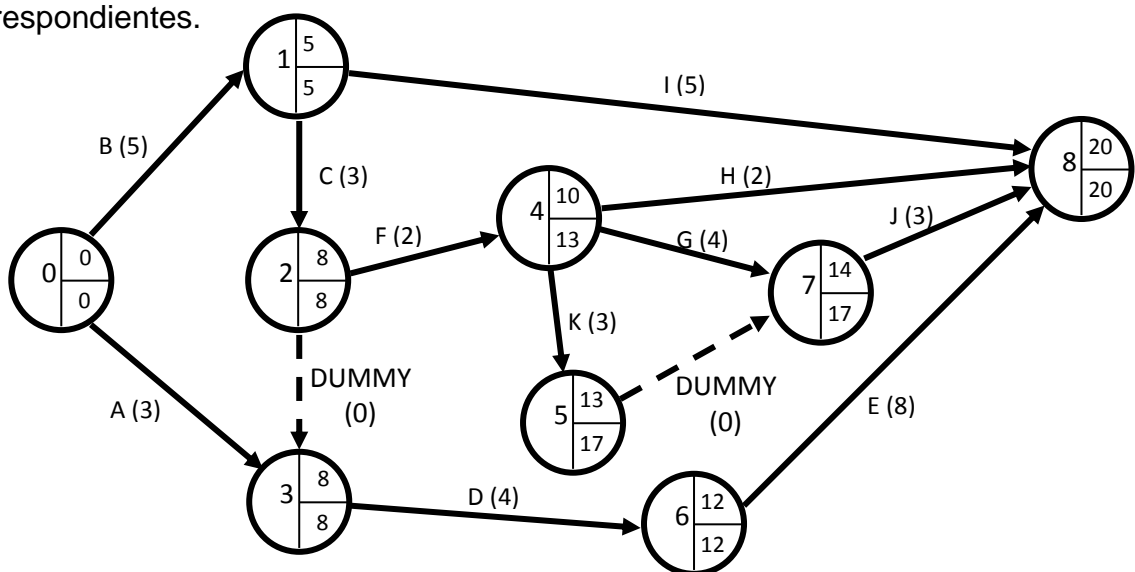 respondientes.
1
5
5
I (5)
B (5)
8
20
20
C (3)
H (2)
4
10
13
J (3)
F (2)
G (4)
0
0
0
2
8
8
7
14
17
K (3)
DUMMY
(0)
DUMMY
(0)
A (3)
5
13
17
E (8)
3
8
8
D (4)
6
12
12